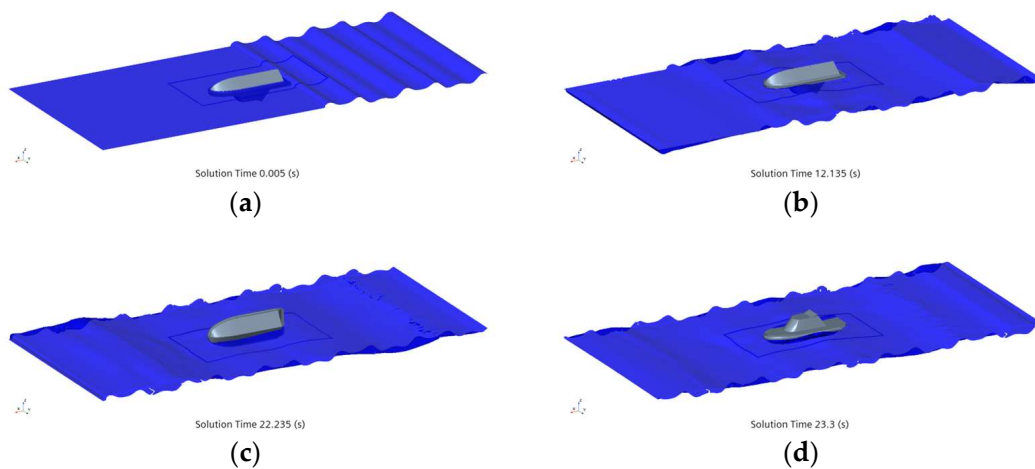 Solution Time 0.005 (s)
Solution Time 12.135 (s)
(a)
(b)
Solution Time 22.235 (s)
Solution Time 23.3 (s)
(c)
(d)